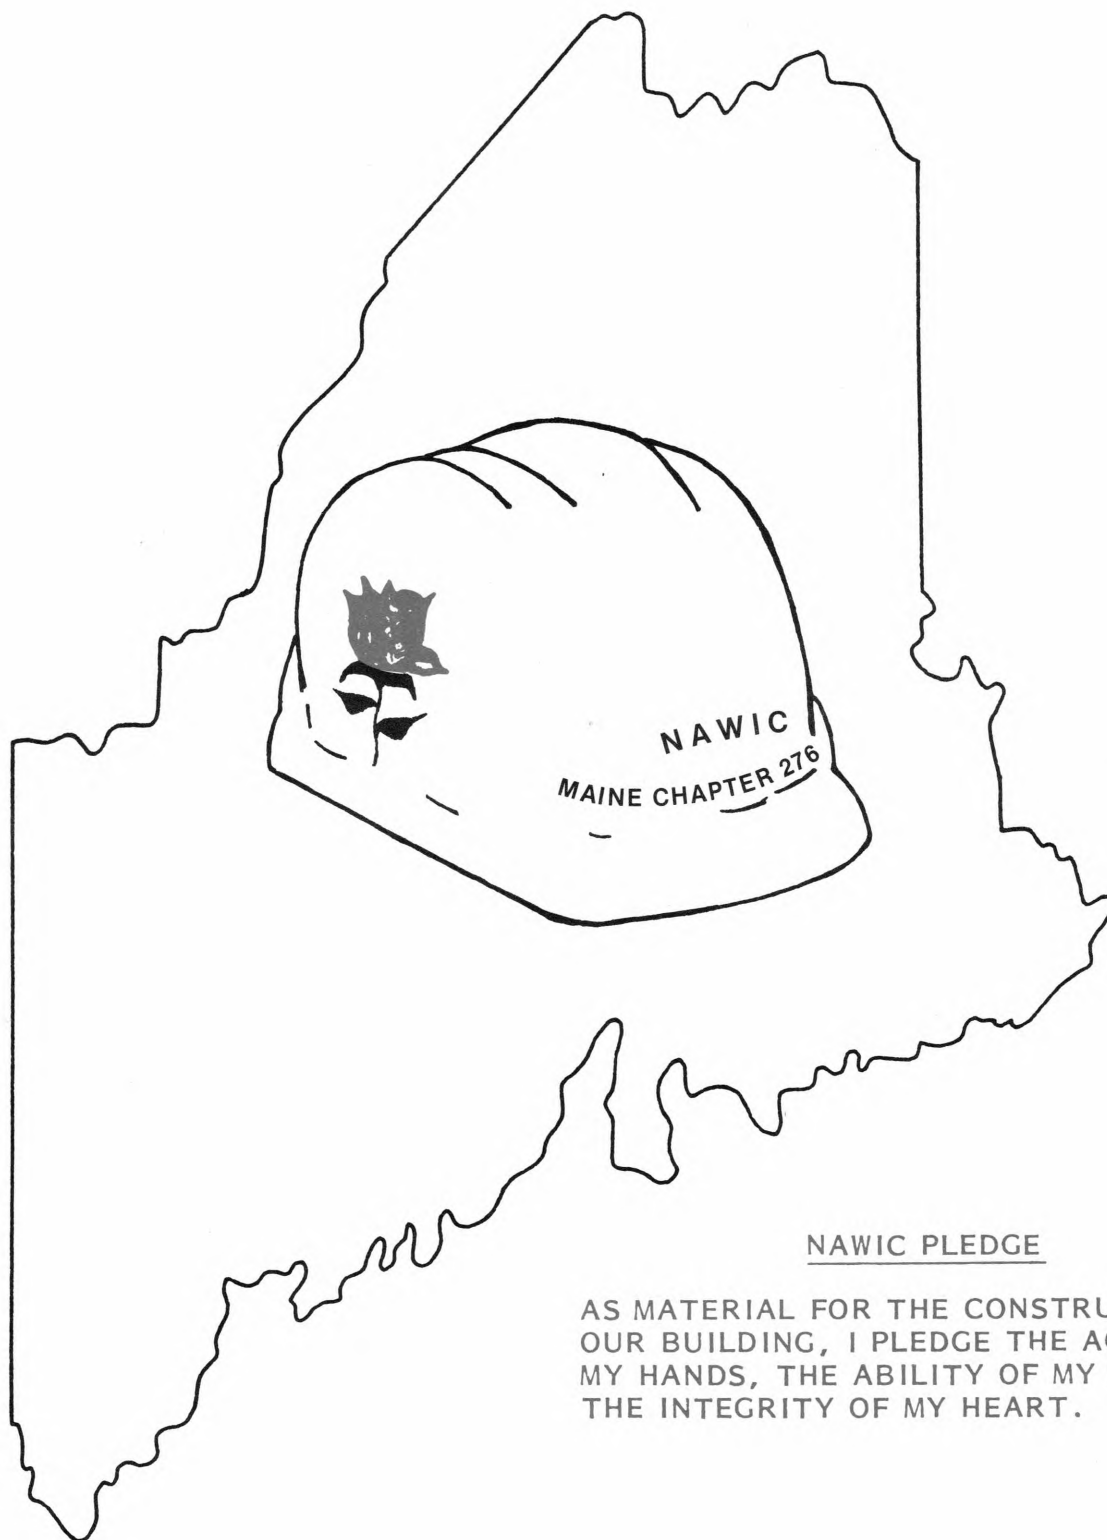 NAWIC
MAINE CHAPTER 276
NAWIC PLEDGE
AS MATERIAL FOR THE
OUR BUILDING, I PLEDGE THE
MY HANDS, THE ABILITY OF MY
THE INTEGRITY OF MY HEART.